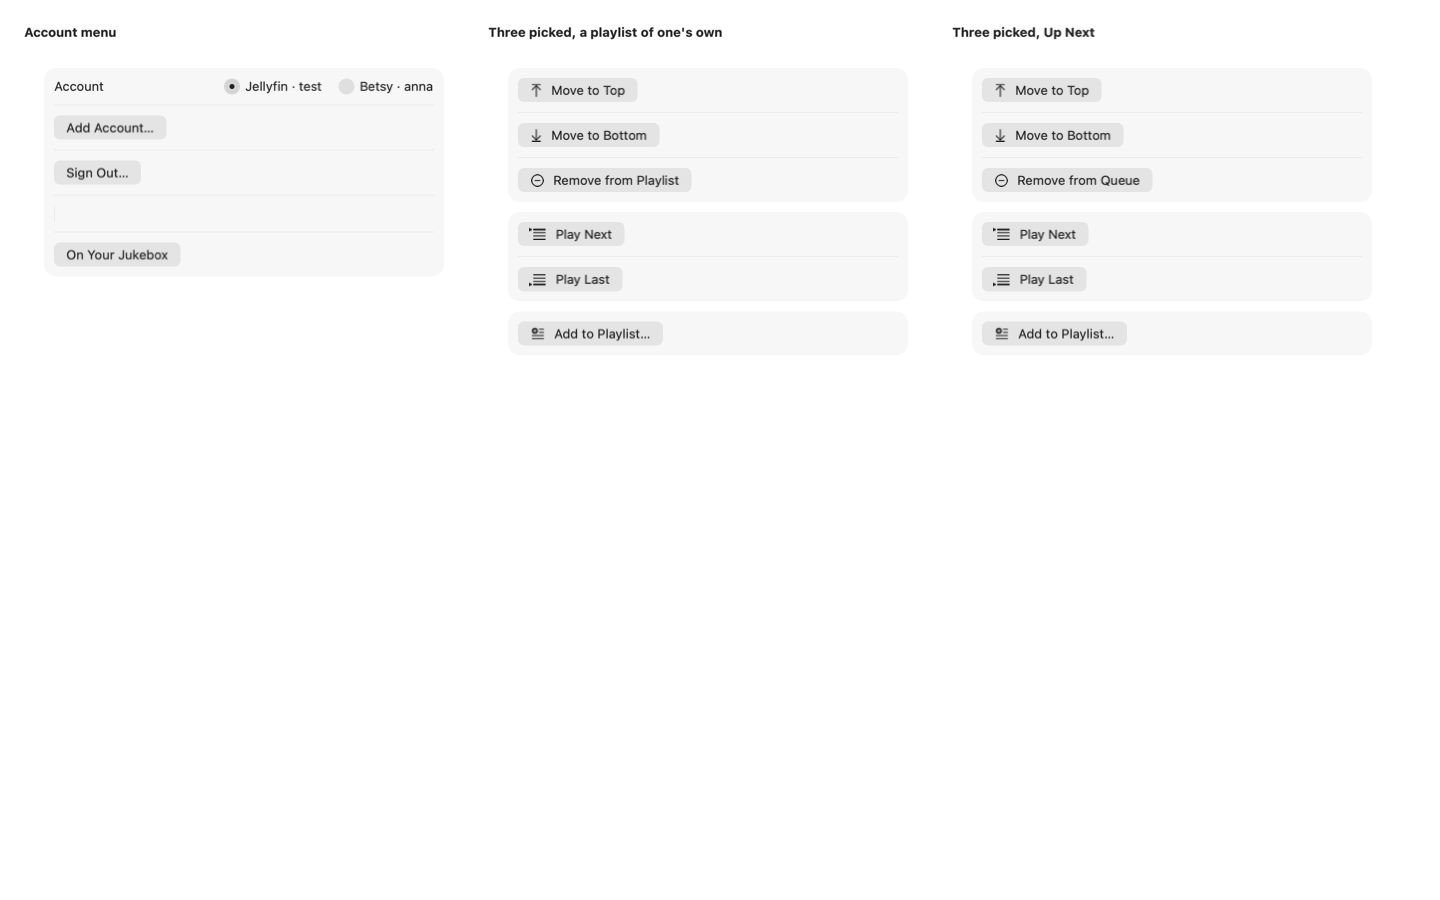 Account menu
Account
Jellyfin · test
Betsy · anna
Add Account...
Sign Out...
On Your Jukebox
Three picked, a playlist of one's own
Move to Top
Move to Bottom
Remove from Playlist
Play Next
Play Last
Add to Playlist...
Three picked, Up Next
Move to Top
Move to Bottom
Remove from Queue
Play Next
Play Last
Add to Playlist...